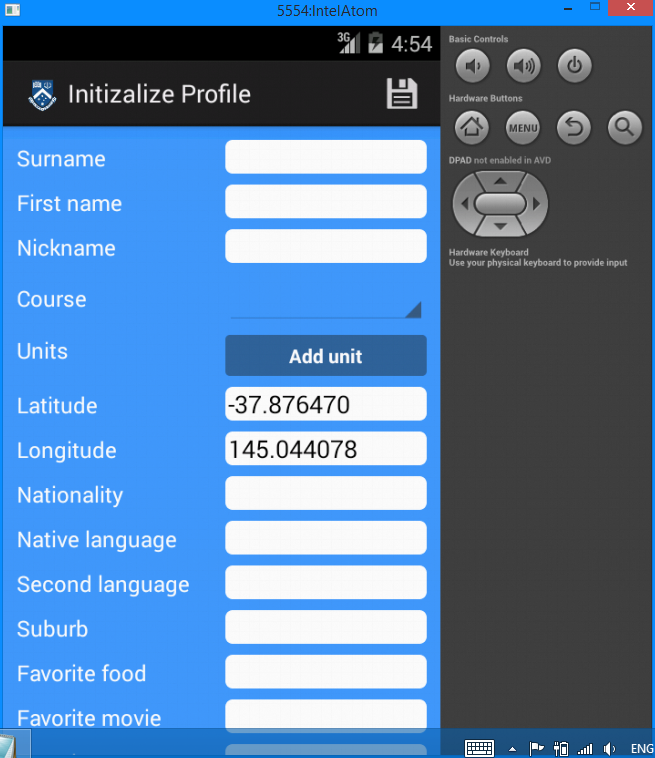 5554:IntelAtom
3G 4:54
Initizalize Profile
Surname
First name
Nickname
Course
Units Add unit
Latitude -37.876470
Longitude 145.044078
Nationality
Native language
Second language
Suburb
Favorite food
Favorite movie
Basic Controls
Hardware Buttons
MENU
DPAD not enabled in AVD
Hardware Keyboard
Use your physical keyboard to provide input
ENG